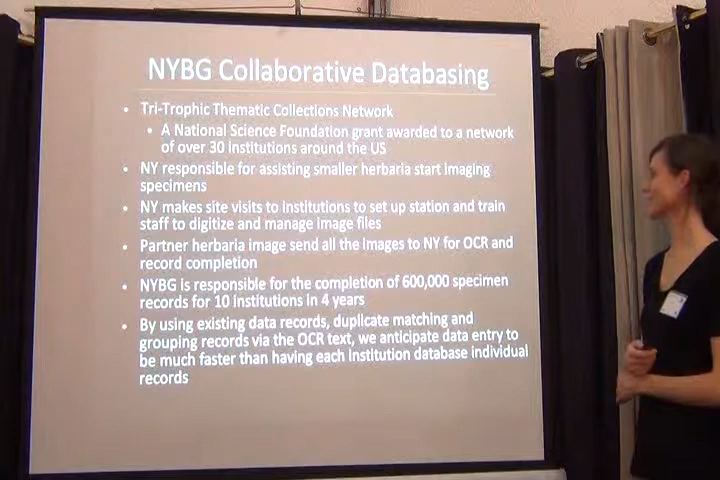 NYBG Collaborative Databasing
• Tri-Trophic Thematic Collections Network
• A National Science Foundation grant awarded to a network
of over 30 institutions around the US
• NY responsible for assisting smaller herbaria start imaging
specimens
• NY makes site visits to institutions to set up station and train
staff to digitize and manage image files
• Partner herbaria image send all the images to NY for OCR and
record completion
• NYBG is responsible for the completion of 600,000 specimen
records for 10 institutions in 4 years
• By using existing data records, duplicate matching and
grouping records via the OCR text, we anticipate data entry to
be much faster than having each institution database individual
records